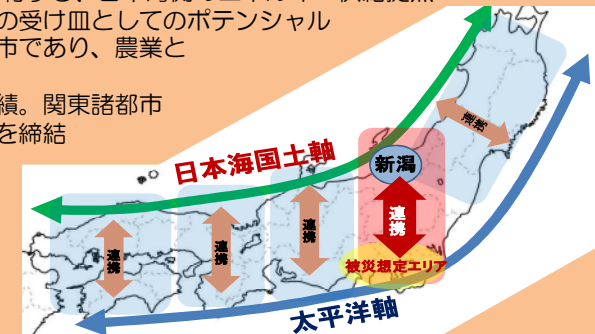 の受け皿としてのポテンシャル
市であり、農業と
績。関東諸都市
を締結
日本海国土軸
新潟
連携
連携
連携
連携
連携
被災想定エリア
太平洋軸